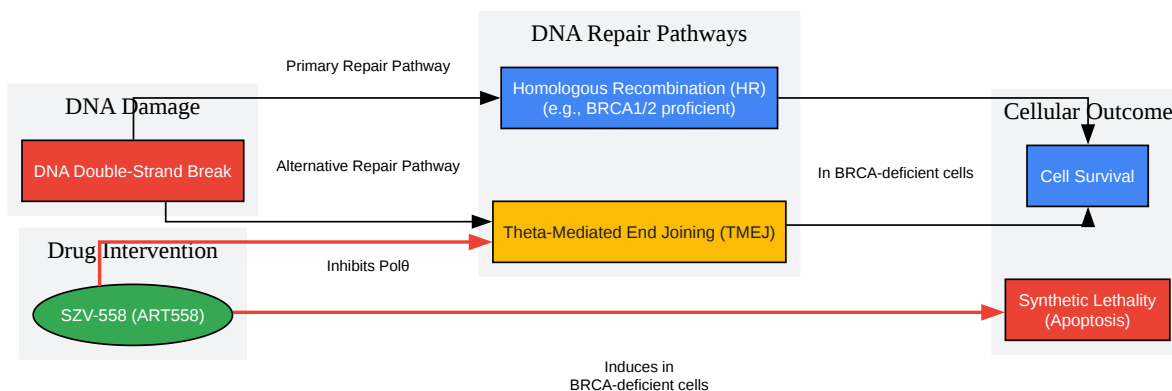 DNA Repair Pathways
Primary Repair Pathway
Homologous Recombination (HR)
(e.g., BRCA1/2 proficient)
DNA Damage
Cellular Outcome
DNA Double-Strand Break
Alternative Repair Pathway
In BRCA-deficient cells
Cell Survival
Theta-Mediated End Joining (TMEJ)
Drug Intervention
Inhibits Polθ
SZV-558 (ART558)
Synthetic Lethality
(Apoptosis)
Induces in
BRCA-deficient cells